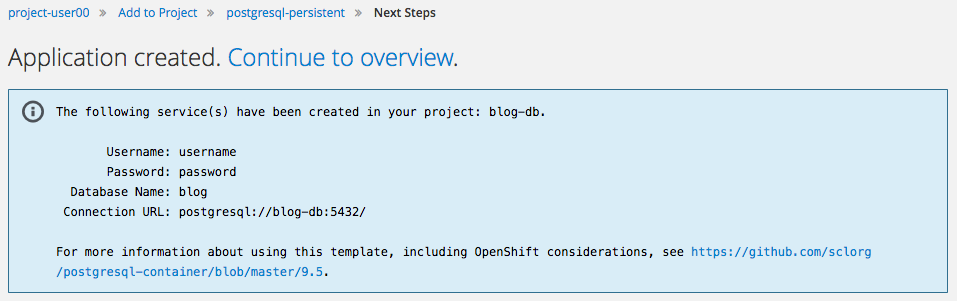 project-user00 » Add to Project » postgresql-persistent » Next Steps
Application created. Continue to overview.
The following service(s) have been created in your project: blog-db.
Username: username
Password: password
Database Name: blog
Connection URL: postgresql://blog-db:5432/
For more information about using this template, including OpenShift considerations, see https://github.com/sclorg
/postgresql-container/blob/master/9.5.